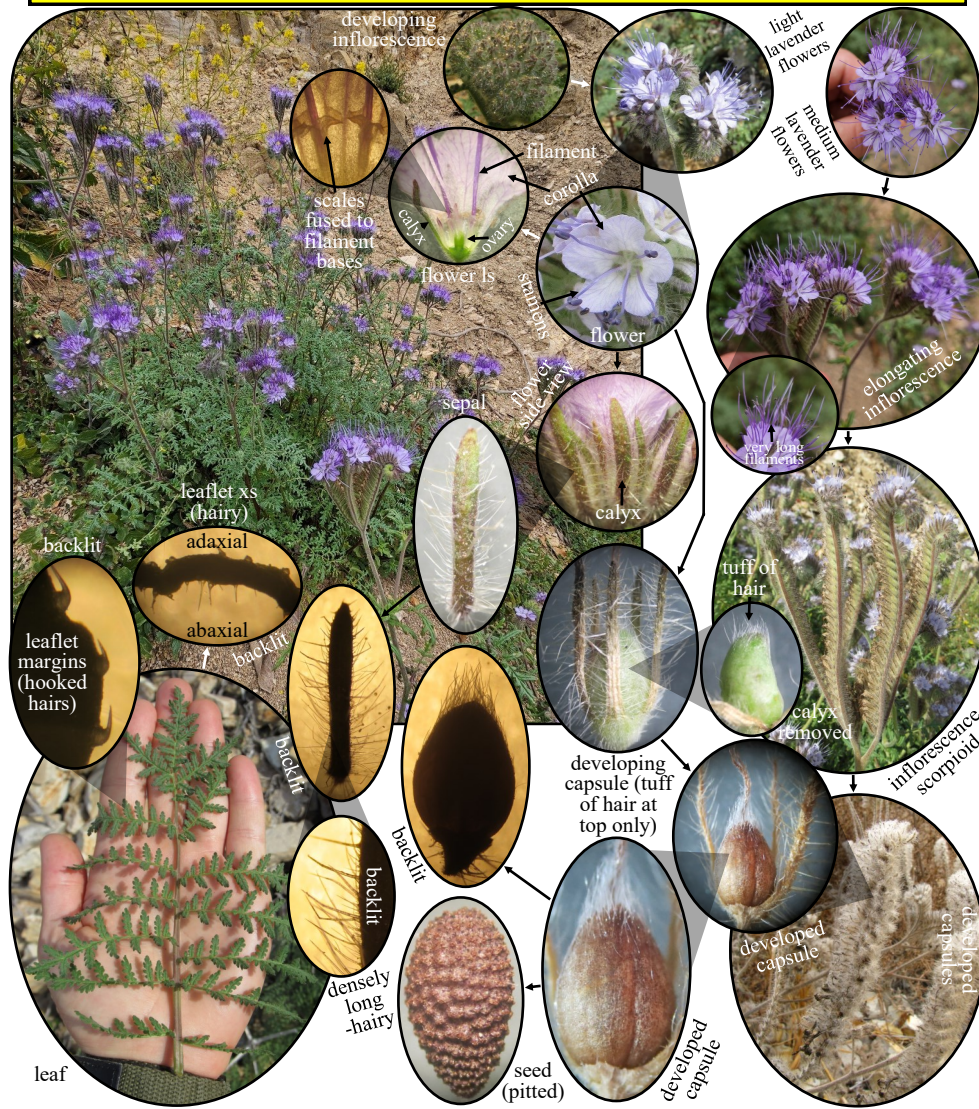 developing
inflorescence
light
lavender
flowers
medium
lavender
flowers
filament
corolla
scales
fused to
filament
bases
calyx
ovary
flower ls
stamens
flower
elongating
inflorescence
flower
side view
sepal
very long
filaments
calyx
leaflet xs
(hairy)
backlit
adaxial
abaxial
leaflet
margins
(hooked
hairs)
backlit
tuff of
hair
calyx
removed
inflorescence
scorpioid
backlit
developing
capsule (tuff
of hair at
top only)
backlit
backlit
developed
capsule
developed
capsules
densely
long
-hairy
leaf
seed
(pitted)
developed
capsule